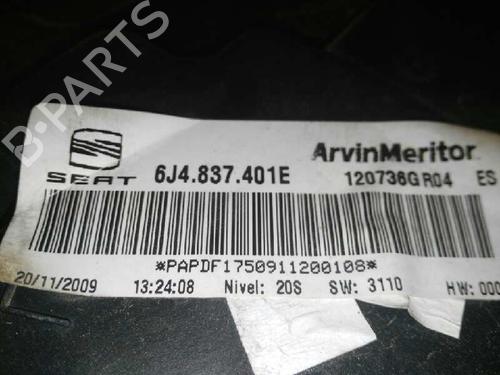 B-PARTS
SEAT 6J4.837.401E ArvinMeritor
120736G R04 ES
*PAPDF1750911200108*
20/11/2009 13:24:08 Nivel: 20S SW: 3110 HW: 000